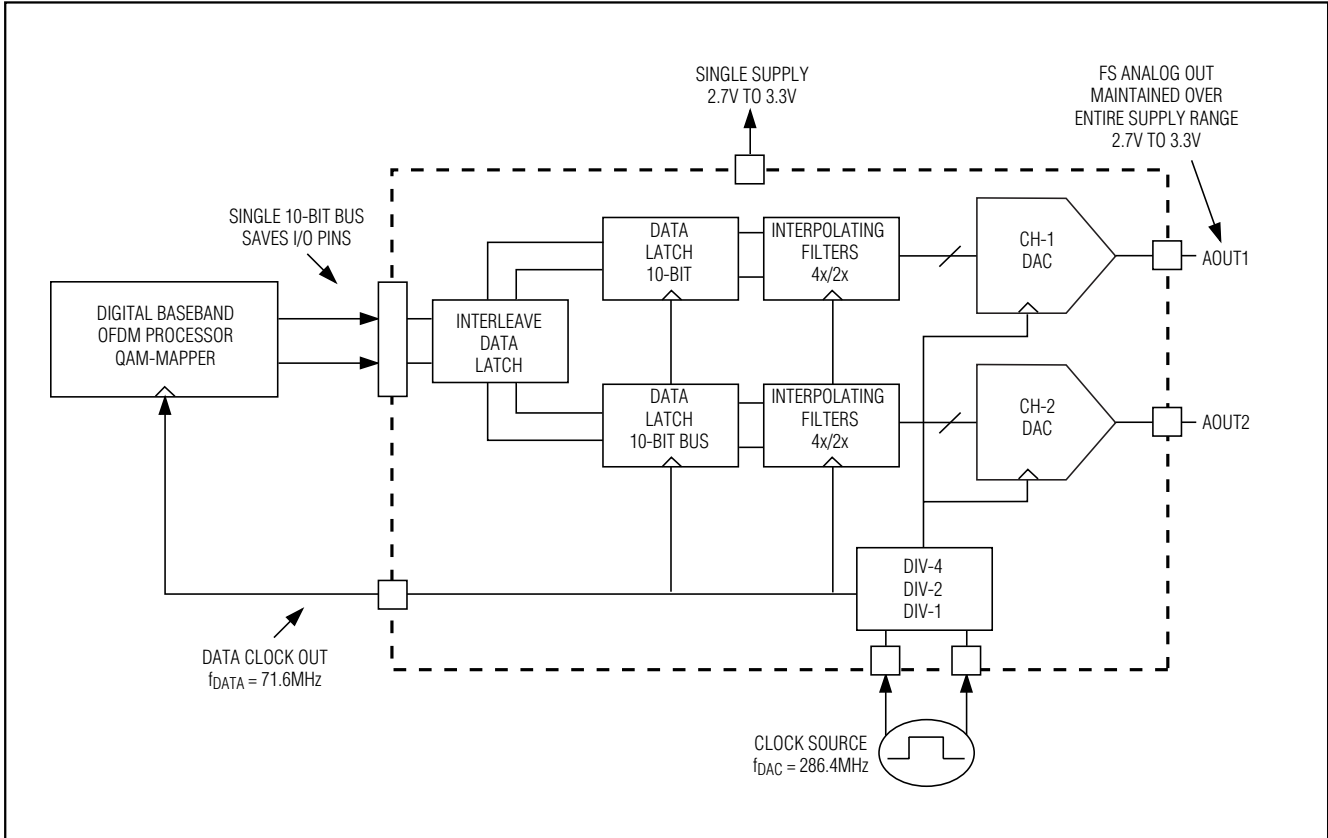 SINGLE SUPPLY
2.7V TO 3.3V
FS ANALOG OUT
MAINTAINED OVER
ENTIRE SUPPLY RANGE
2.7V TO 3.3V
SINGLE 10-BIT BUS
SAVES I/O PINS
DIGITAL BASEBAND
OFDM PROCESSOR
QAM-MAPPER
INTERLEAVE
DATA
LATCH
DATA
LATCH
10-BIT
INTERPOLATING
FILTERS
4x/2x
CH-1
DAC
AOUT1
DATA
LATCH
10-BIT BUS
INTERPOLATING
FILTERS
4x/2x
CH-2
DAC
AOUT2
DIV-4
DIV-2
DIV-1
DATA CLOCK OUT
fDATA = 71.6MHz
CLOCK SOURCE
fDAC = 286.4MHz